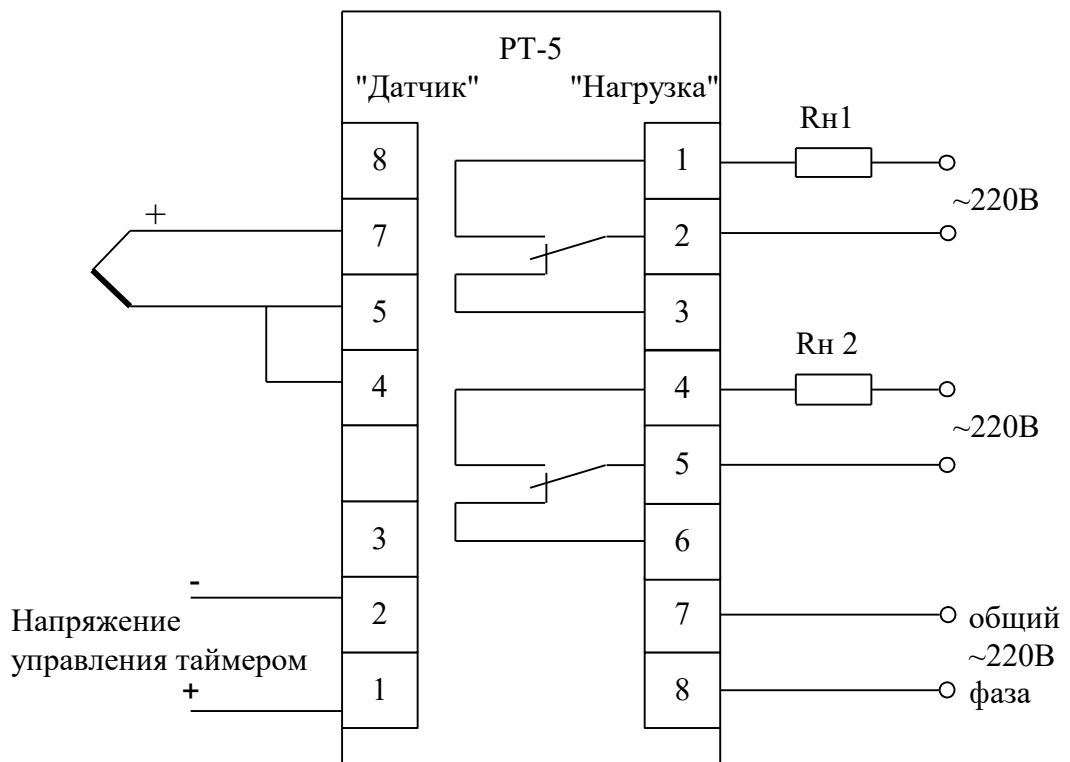 РТ-5
"Датчик" "Нагрузка"
8
7
5
4
3
2
1
+
-
Напряжение
управления таймером
+
1
2
3
4
5
6
7
8
Rн1
~220В
Rн 2
~220В
общий
~220В
фаза